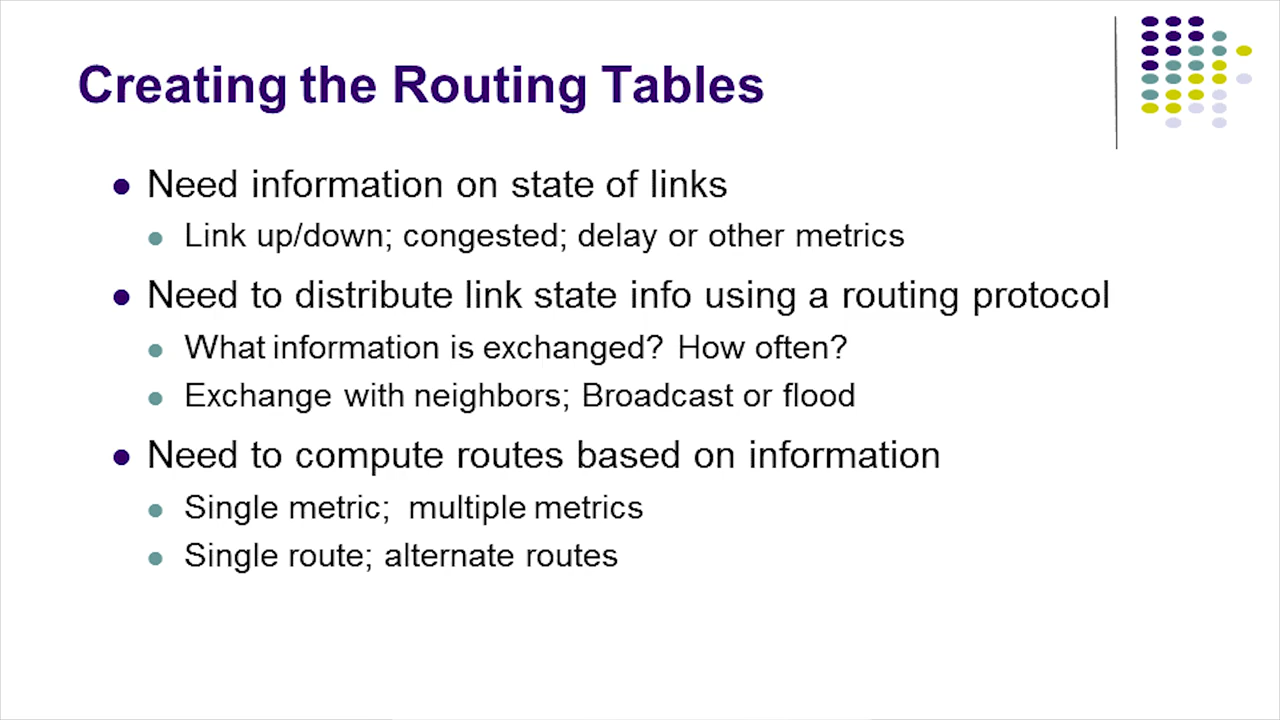 Creating the Routing Tables
Need information on state of links
Link up/down; congested; delay or other metrics
Need to distribute link state info using a routing protocol
What information is exchanged? How often?
Exchange with neighbors; Broadcast or flood
Need to compute routes based on information
Single metric; multiple metrics
Single route; alternate routes